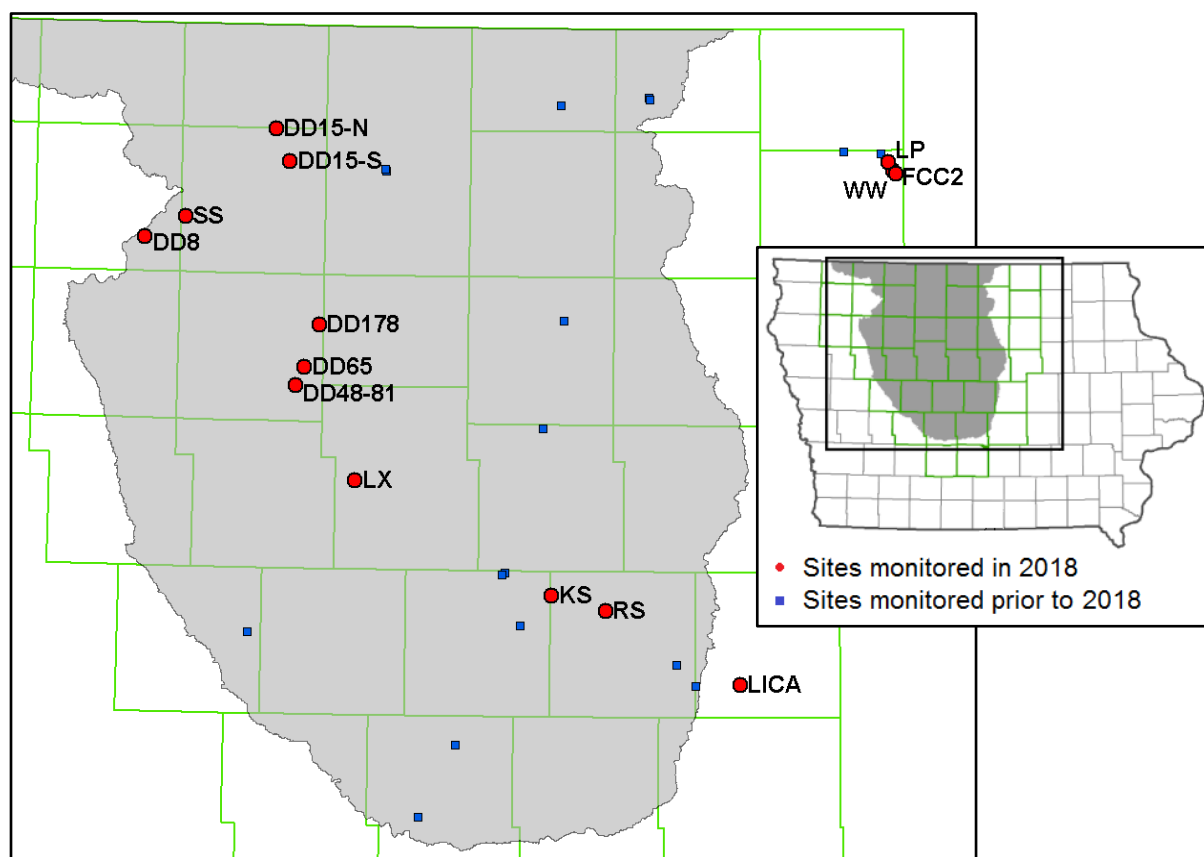 DD15-N
LP
DD15-S
WW
FCC2
SS
DD8
DD178
DD65
DD48-81
LX
Sites monitored in 2018
KS
Sites monitored prior to 2018
RS
LICA